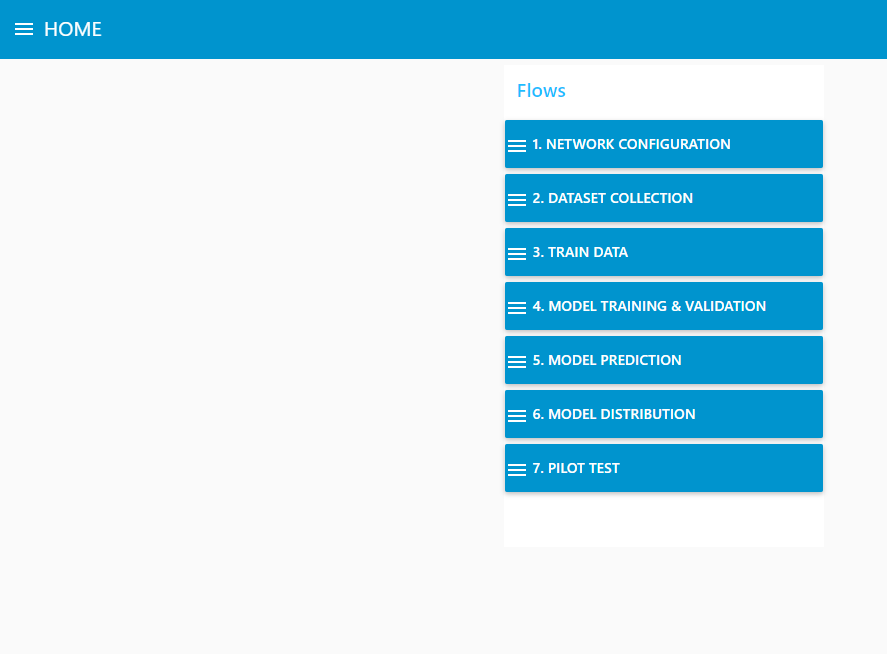 HOME
Flows
1. NETWORK CONFIGURATION
2. DATASET COLLECTION
3. TRAIN DATA
4. MODEL TRAINING & VALIDATION
5. MODEL PREDICTION
6. MODEL DISTRIBUTION
7. PILOT TEST